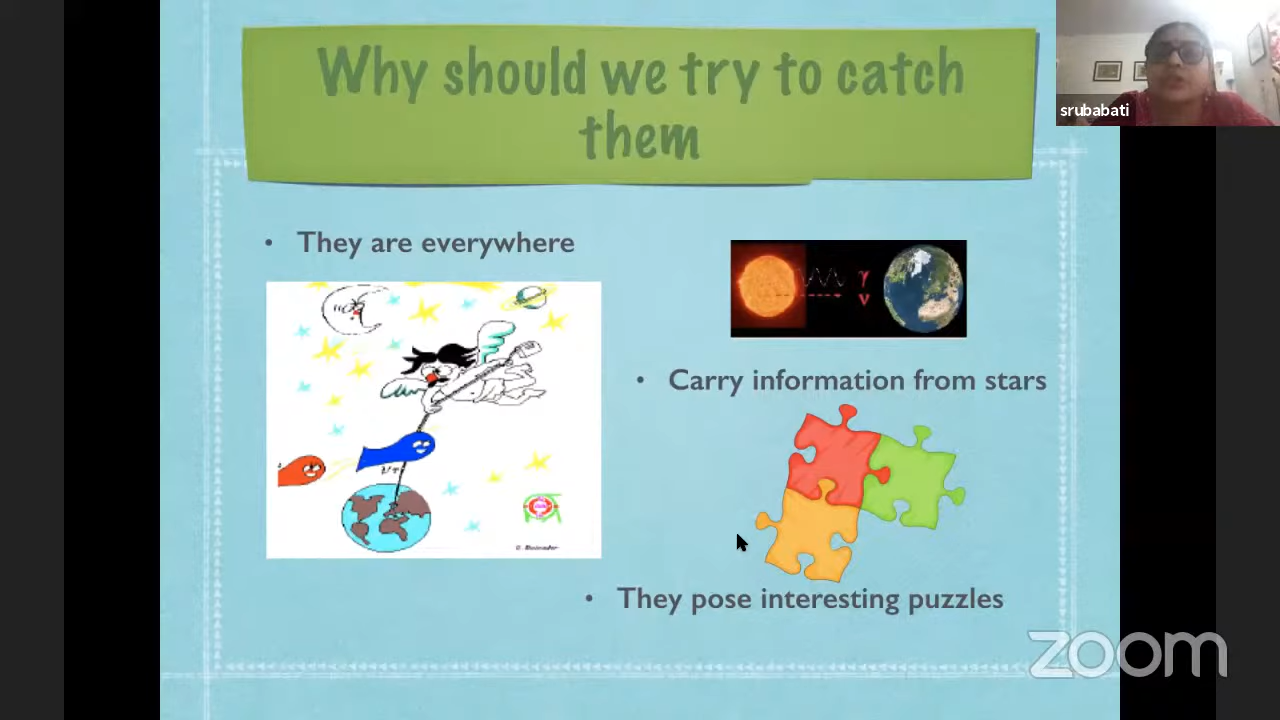 Why should we try to catch
them
srubabati
• They are everywhere
γ
ν
• Carry information from stars
• They pose interesting puzzles
zoom